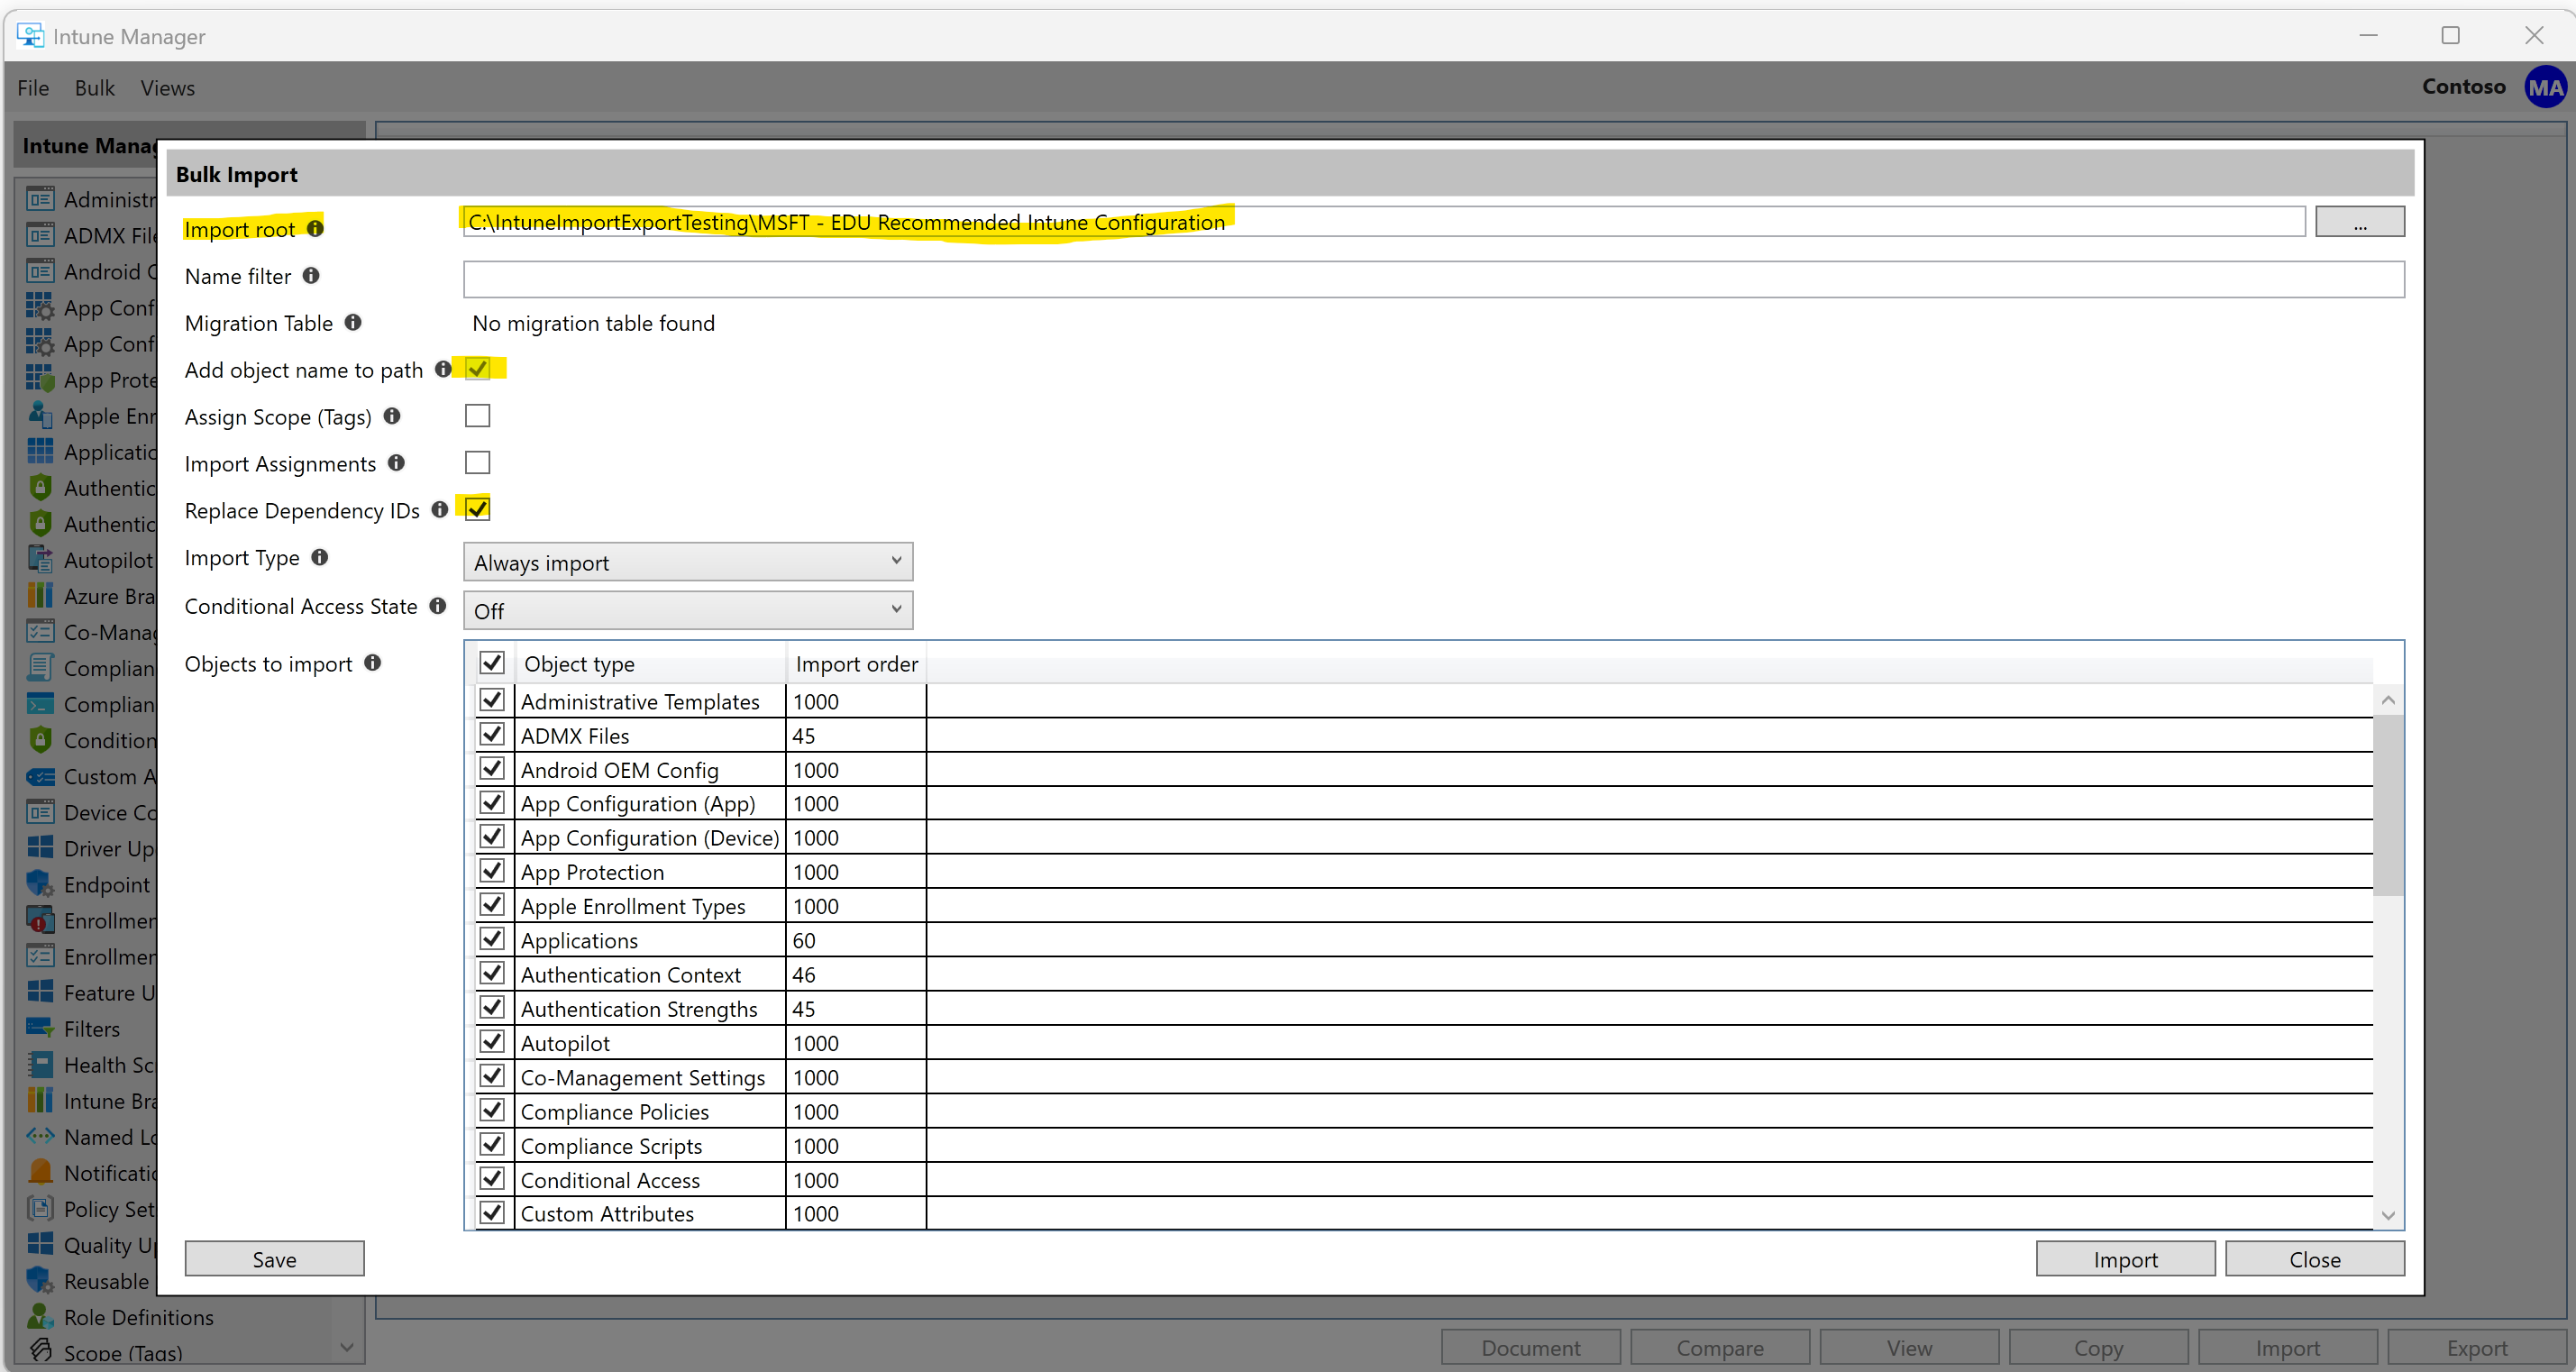 Intune Manager
File Bulk Views
Contoso MA
Intune Manag
Bulk Import
Import root C:\IntuneImportExportTesting\MSFT - EDU Recommended Intune Configuration ...
Name filter
Migration Table No migration table found
Add object name to path
Assign Scope (Tags)
Import Assignments
Replace Dependency IDs
Import Type Always import
Conditional Access State Off
Objects to import
Object type Import order
Administrative Templates 1000
ADMX Files 45
Android OEM Config 1000
App Configuration (App) 1000
App Configuration (Device) 1000
App Protection 1000
Apple Enrollment Types 1000
Applications 60
Authentication Context 46
Authentication Strengths 45
Autopilot 1000
Co-Management Settings 1000
Compliance Policies 1000
Compliance Scripts 1000
Conditional Access 1000
Custom Attributes 1000
Save Import Close
Administr
ADMX File
Android O
App Conf
App Conf
App Prote
Apple Enr
Applicatio
Authentic
Authentic
Autopilot
Azure Bra
Co-Manag
Complian
Complian
Condition
Custom A
Device Co
Driver Up
Endpoint
Enrollmen
Enrollmen
Feature U
Filters
Health Sc
Intune Bra
Named Lo
Notificatio
Policy Set
Quality Up
Reusable
Role Definitions
Scope (Tags)
Document Compare View Copy Import Export